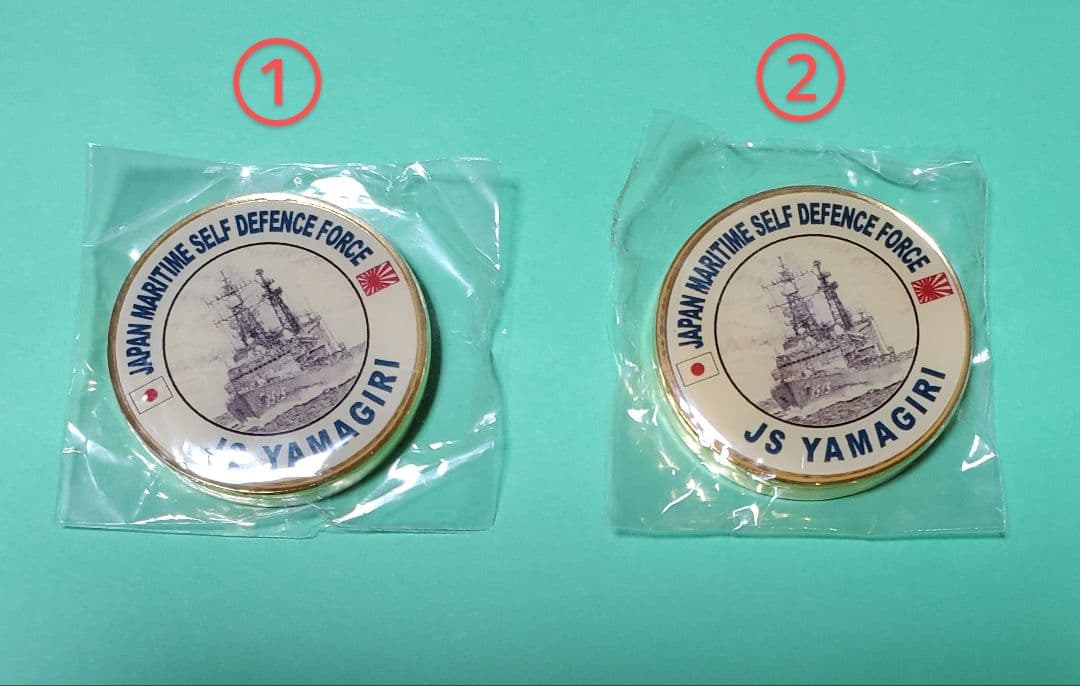 ①
②
JAPAN MARITIME SELF DEFENCE FORCE
JS YAMAGIRI
JAPAN MARITIME SELF DEFENCE FORCE
JS YAMAGIRI